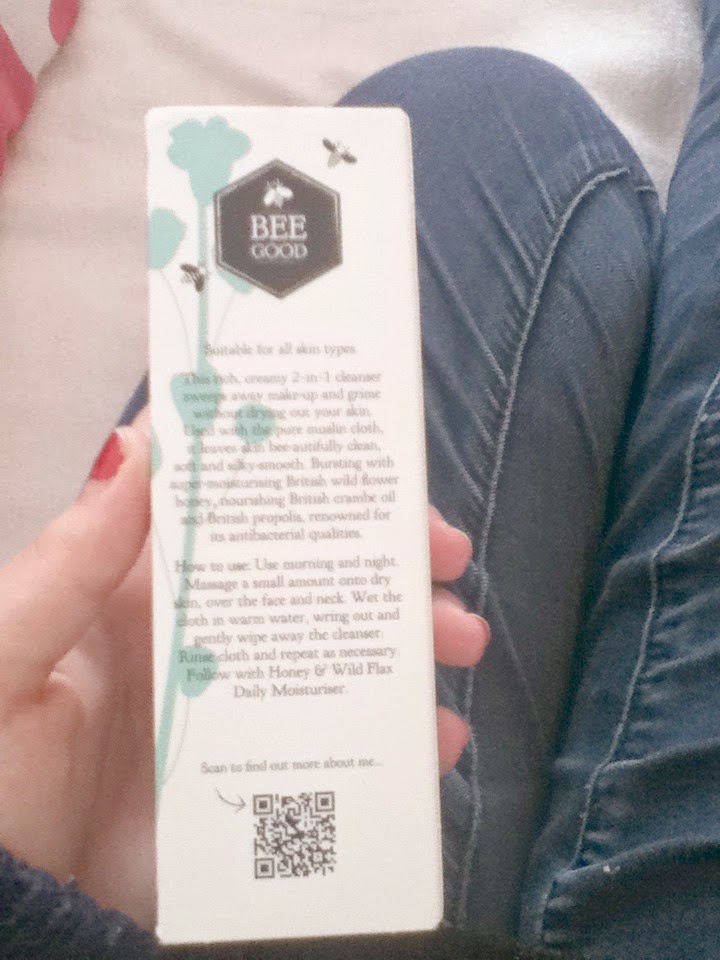 BEE
GOOD
Suitable for all skin types.
This rich, creamy 2-in-1 cleanser
sweeps away make-up and grime
without drying out your skin.
Used with the pure muslin cloth,
it leaves skin bee-autifully clean,
soft and silky-smooth. Bursting with
super-moisturising British wild flower
honey, nourishing British crambe oil
and British propolis, renowned for
its antibacterial qualities.
How to use: Use morning and night.
Massage a small amount onto dry
skin, over the face and neck. Wet the
cloth in warm water, wring out and
gently wipe away the cleanser.
Rinse cloth and repeat as necessary.
Follow with Honey & Wild Flax
Daily Moisturiser.
Scan to find out more about me...